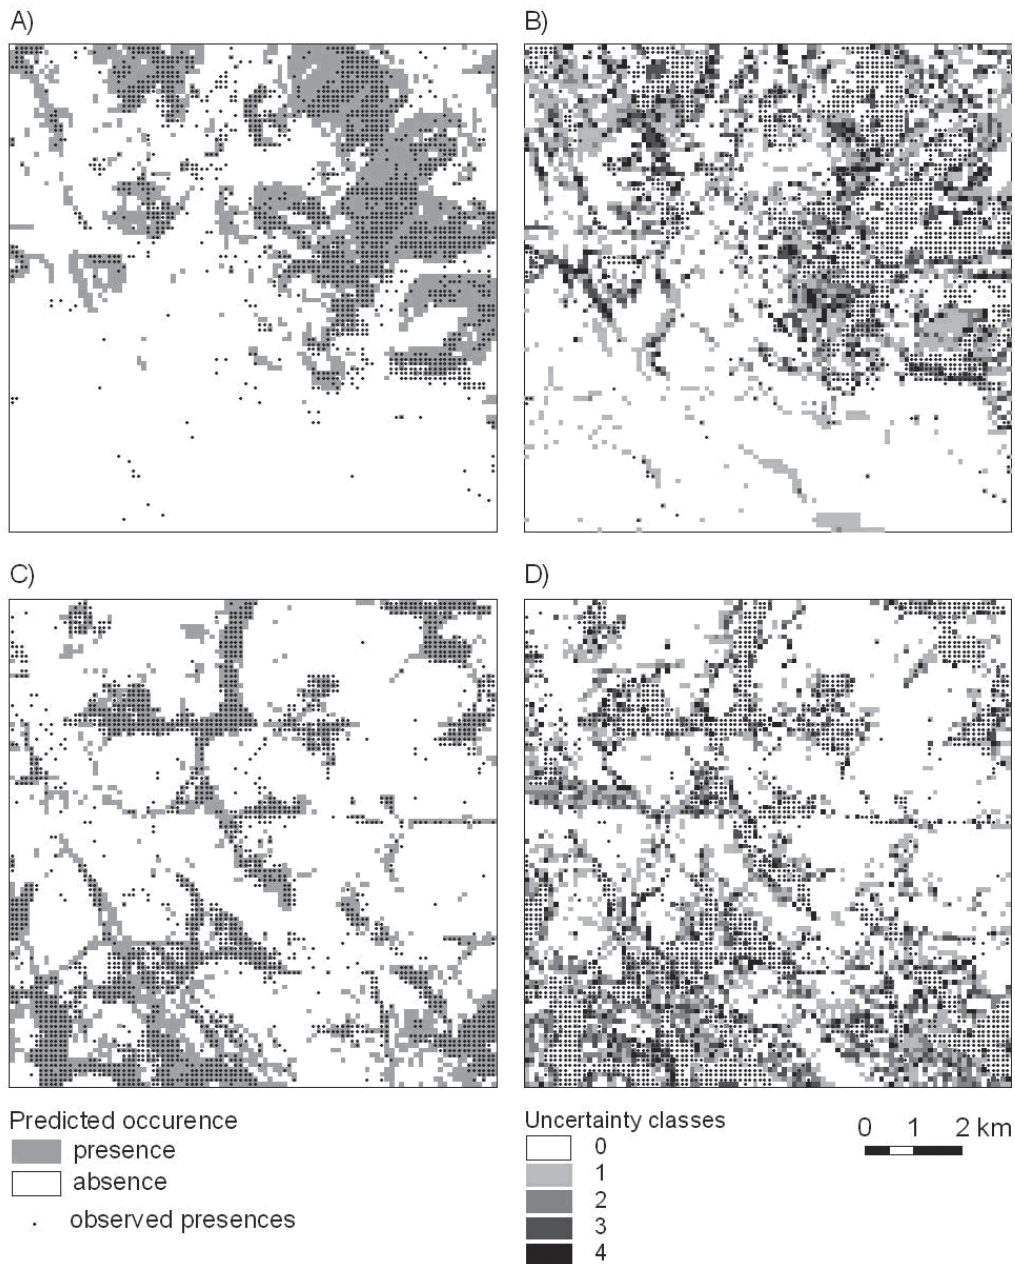 A)
B)
C)
D)
Predicted occurence
presence
absence
observed presences
Uncertainty classes
0
1
2
3
4
0 1 2 km